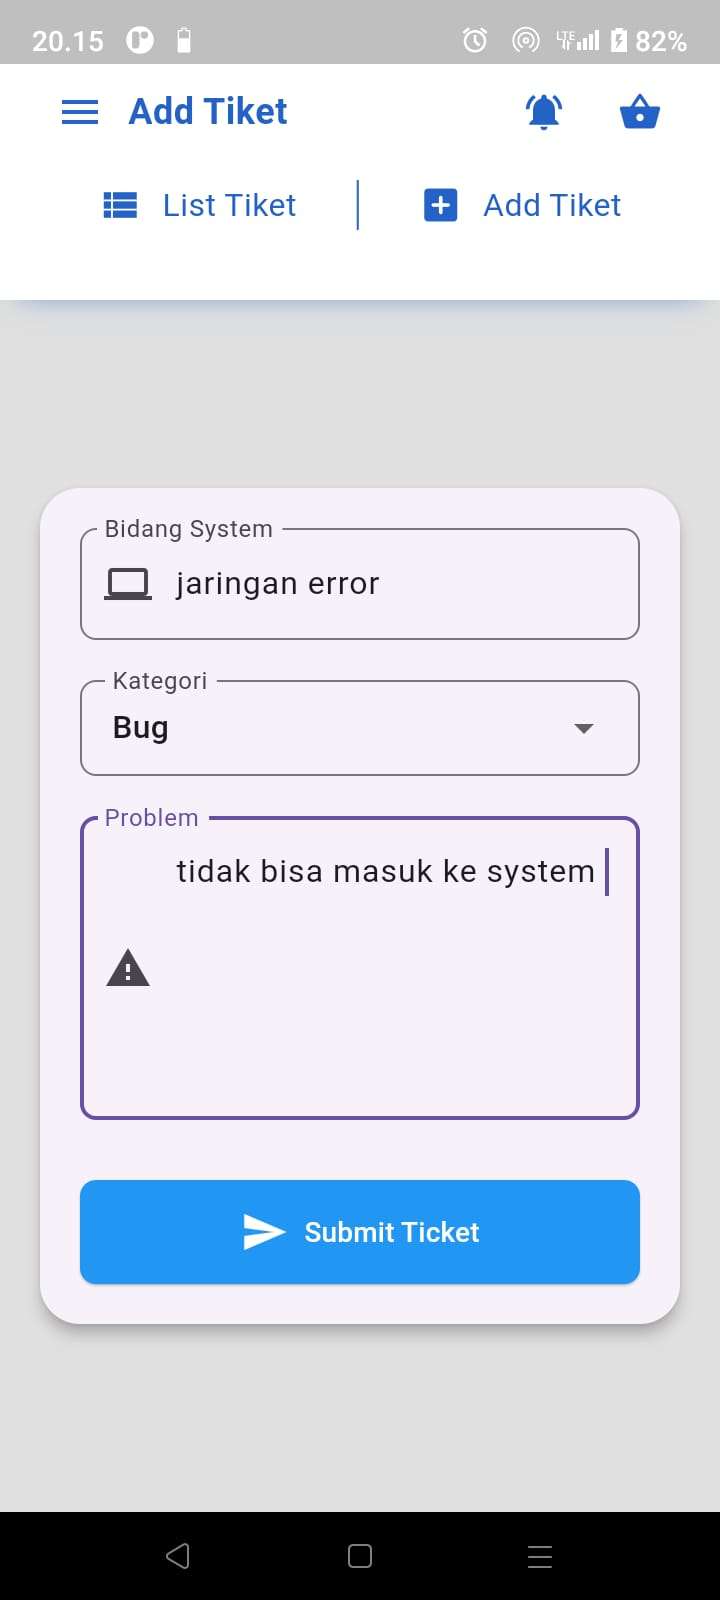 20.15
LTE
82%
Add Tiket
List Tiket
Add Tiket
Bidang System
jaringan error
Kategori
Bug
Problem
tidak bisa masuk ke system
Submit Ticket